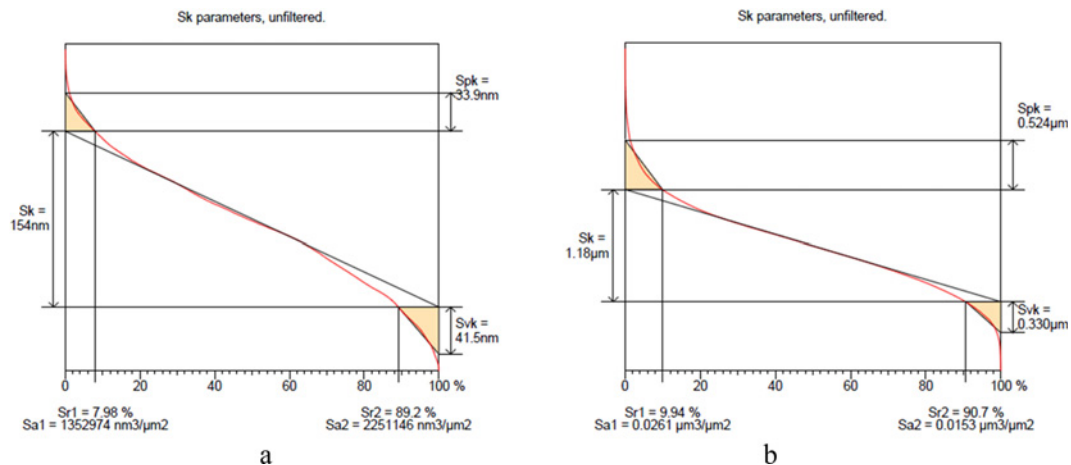 Sk parameters, unfiltered.
Spk =
33.9nm
Sk =
154nm
Svk =
41.5nm
0 20 40 60 80 100 %
Sr1 = 7.98 % Sr2 = 89.2 %
Sa1 = 1352974 nm3/µm2 Sa2 = 2251146 nm3/µm2
a
Sk parameters, unfiltered.
Spk =
0.524µm
Sk =
1.18µm
Svk =
0.330µm
0 20 40 60 80 100 %
Sr1 = 9.94 % Sr2 = 90.7 %
Sa1 = 0.0261 µm3/µm2 Sa2 = 0.0153 µm3/µm2
b